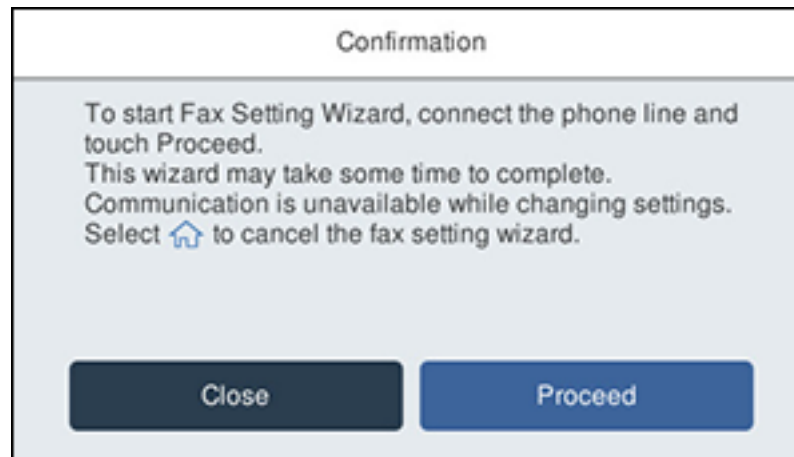 Confirmation
To start Fax Setting Wizard, connect the phone line and
touch Proceed.
This wizard may take some time to complete.
Communication is unavailable while changing settings.
Select to cancel the fax setting wizard.
Close
Proceed